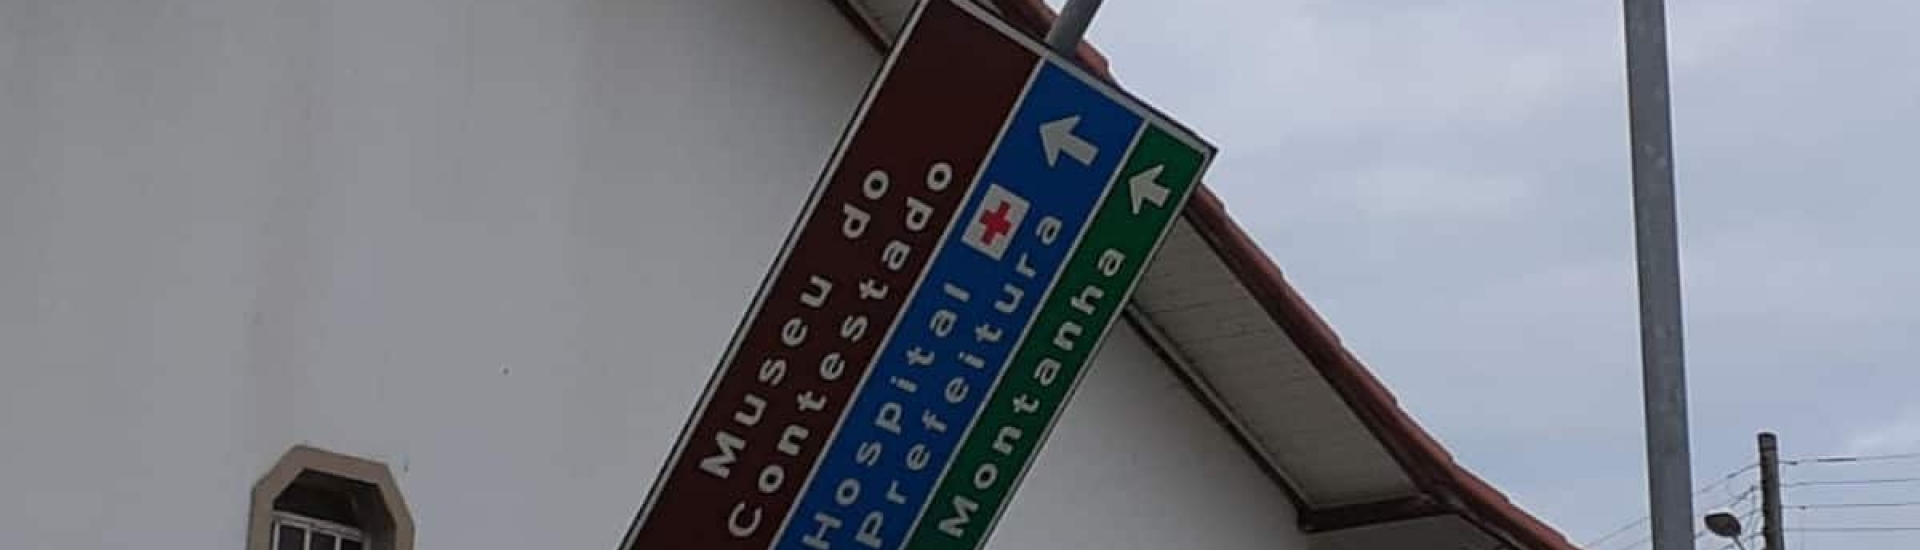 Museu do
Contestado
Hospital
Prefeitura
Montanha